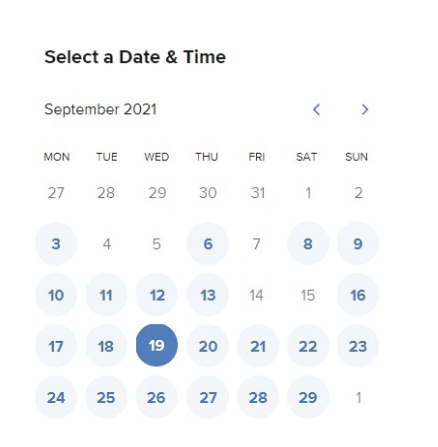 Select a Date & Time
September 2021
MON TUE WED THU FRI SAT SUN
27 28 29 30 31 1 2
3 4 5 6 7 8 9
10 11 12 13 14 15 16
17 18 19 20 21 22 23
24 25 26 27 28 29 1